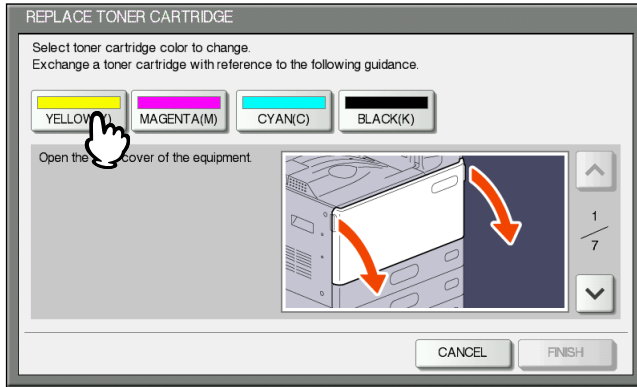 REPLACE TONER CARTRIDGE
Select toner cartridge color to change.
Exchange a toner cartridge with reference to the following guidance.
YELLOW(Y) MAGENTA(M) CYAN(C) BLACK(K)
Open the cover of the equipment.
1
7
CANCEL FINISH